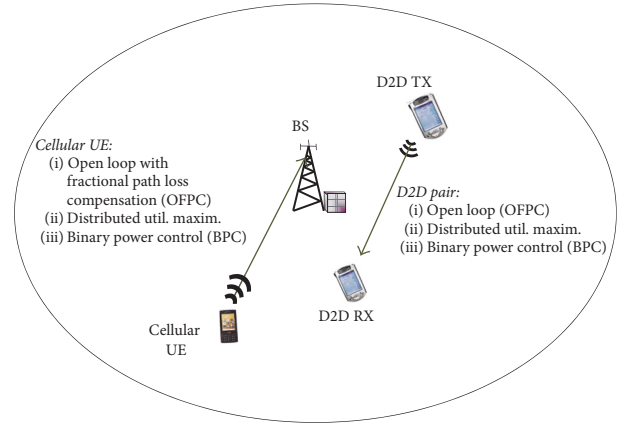 D2D TX
BS
Cellular UE:
(i) Open loop with
fractional path loss
compensation (OFPC)
(ii) Distributed util. maxim.
(iii) Binary power control (BPC)
D2D pair:
(i) Open loop (OFPC)
(ii) Distributed util. maxim.
(iii) Binary power control (BPC)
D2D RX
Cellular
UE